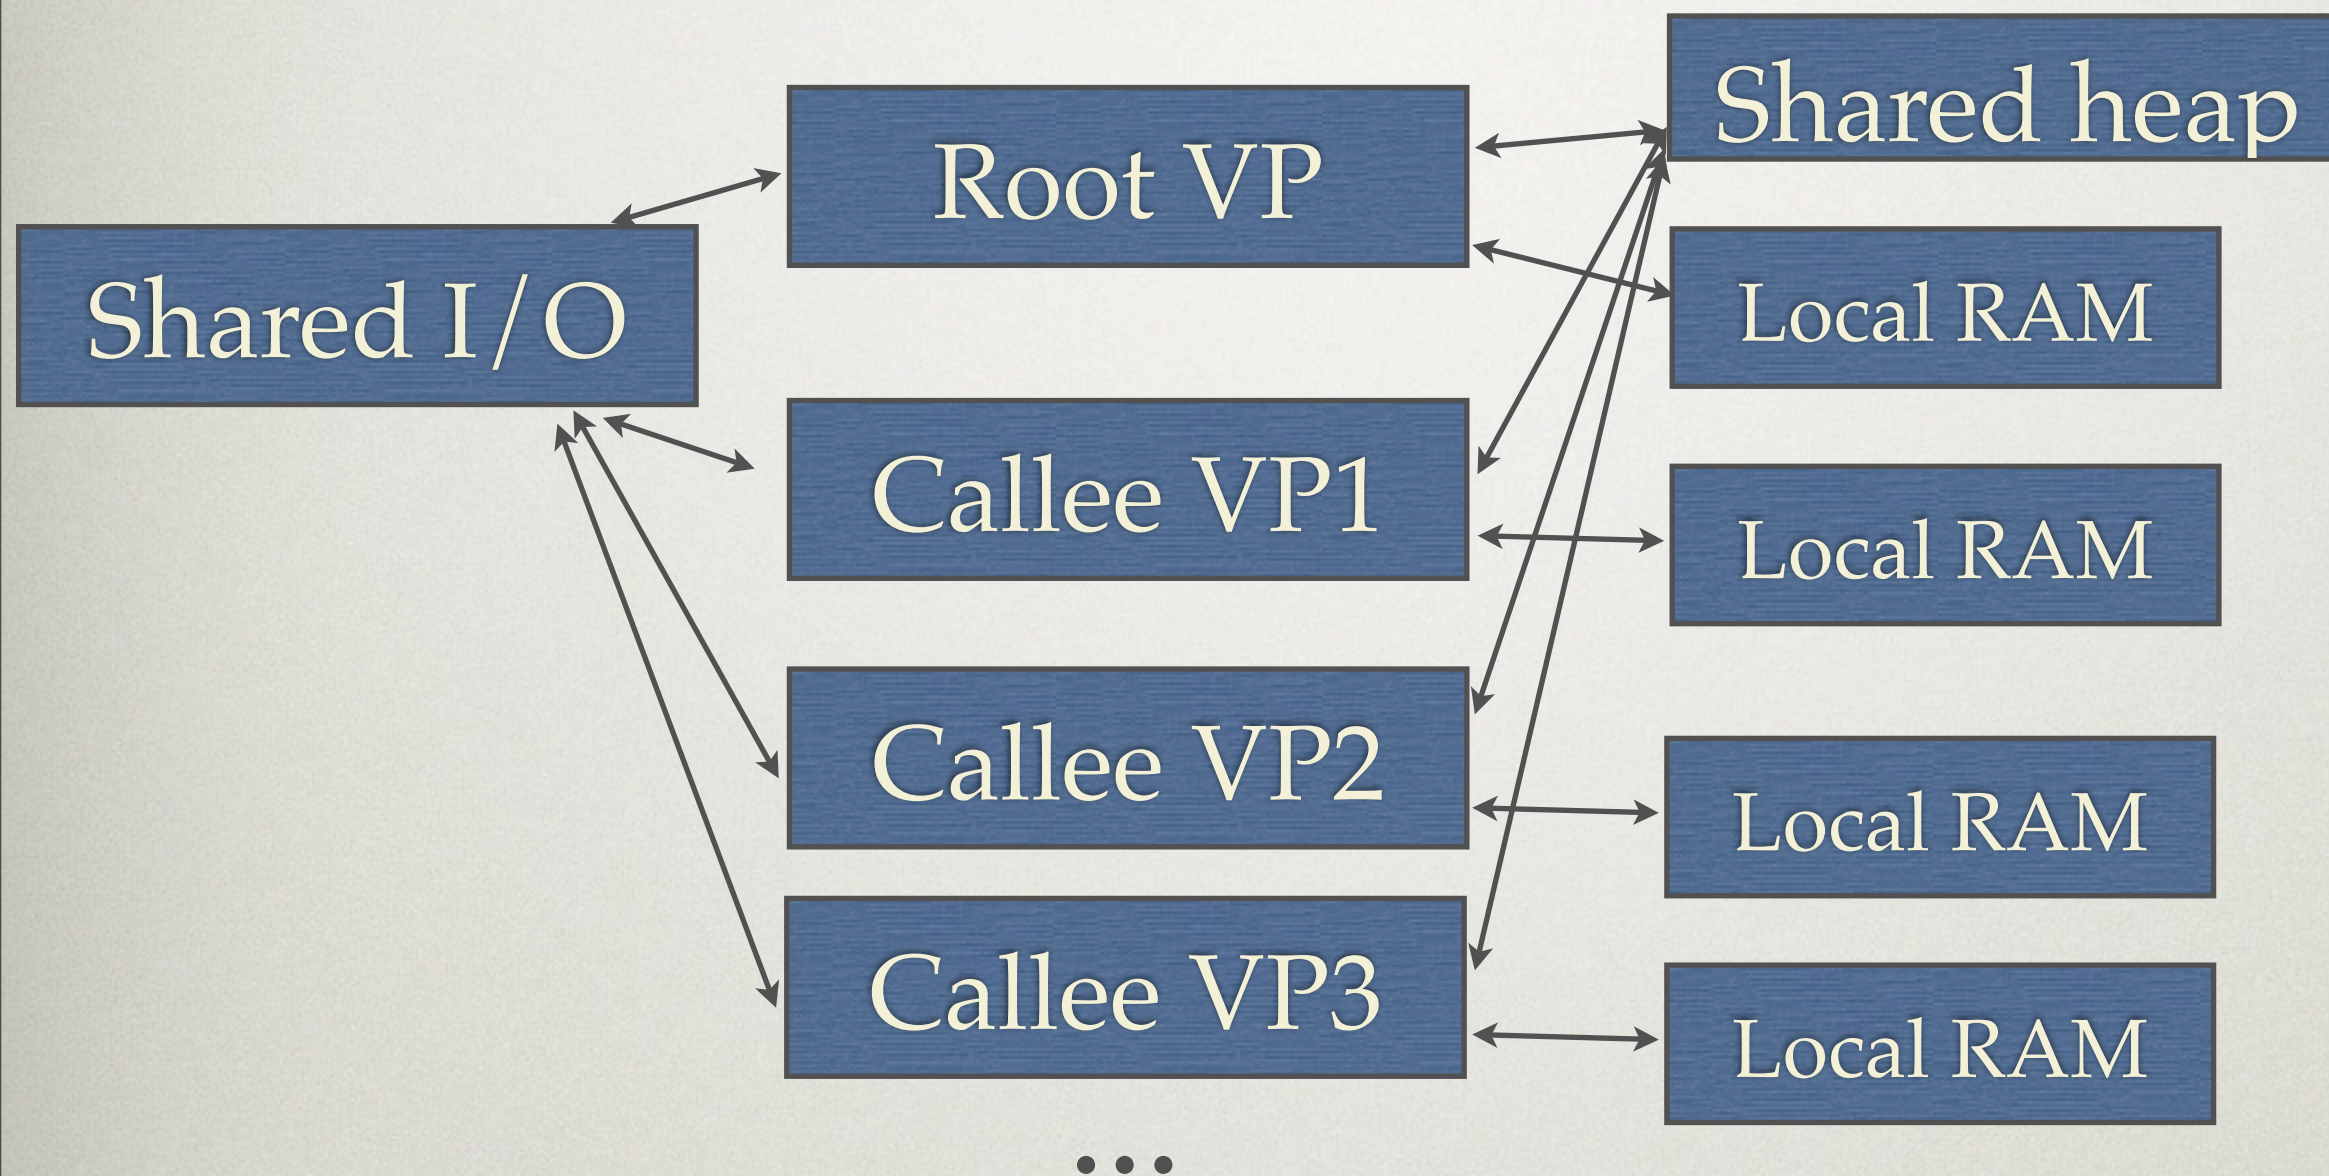 Shared heap
Root VP
Shared I/O
Local RAM
Callee VP1
Local RAM
Callee VP2
Local RAM
Callee VP3
Local RAM
...